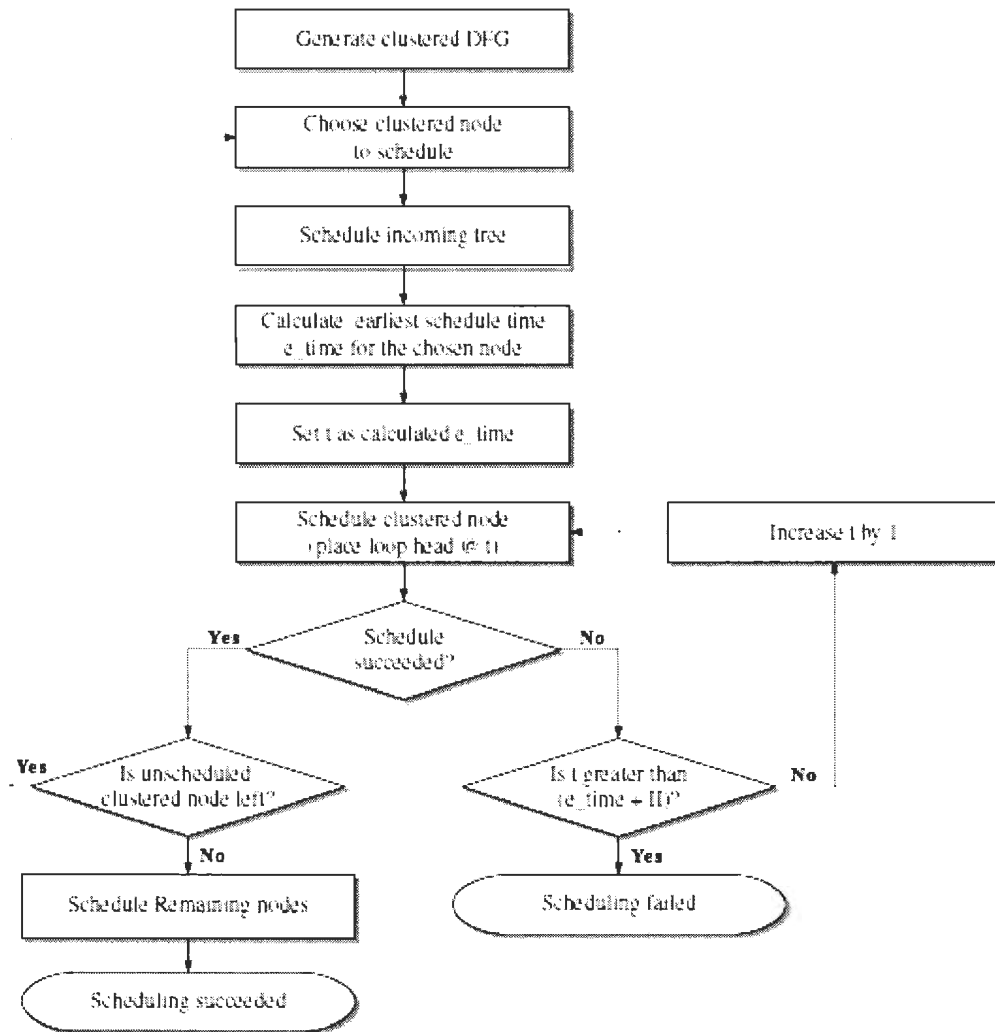 Generate clustered DFG
Choose clustered node
to schedule
Schedule incoming tree
Calculate earliest schedule time
e_time for the chosen node
Set t as calculated e_time
Schedule clustered node
(place loop head @ t)
Increase t by 1
Schedule
succeeded?
Yes
No
Is unscheduled
clustered node left?
Yes
No
Is t greater than
(e_time + II)?
No
Yes
Schedule Remaining nodes
Scheduling failed
Scheduling succeeded